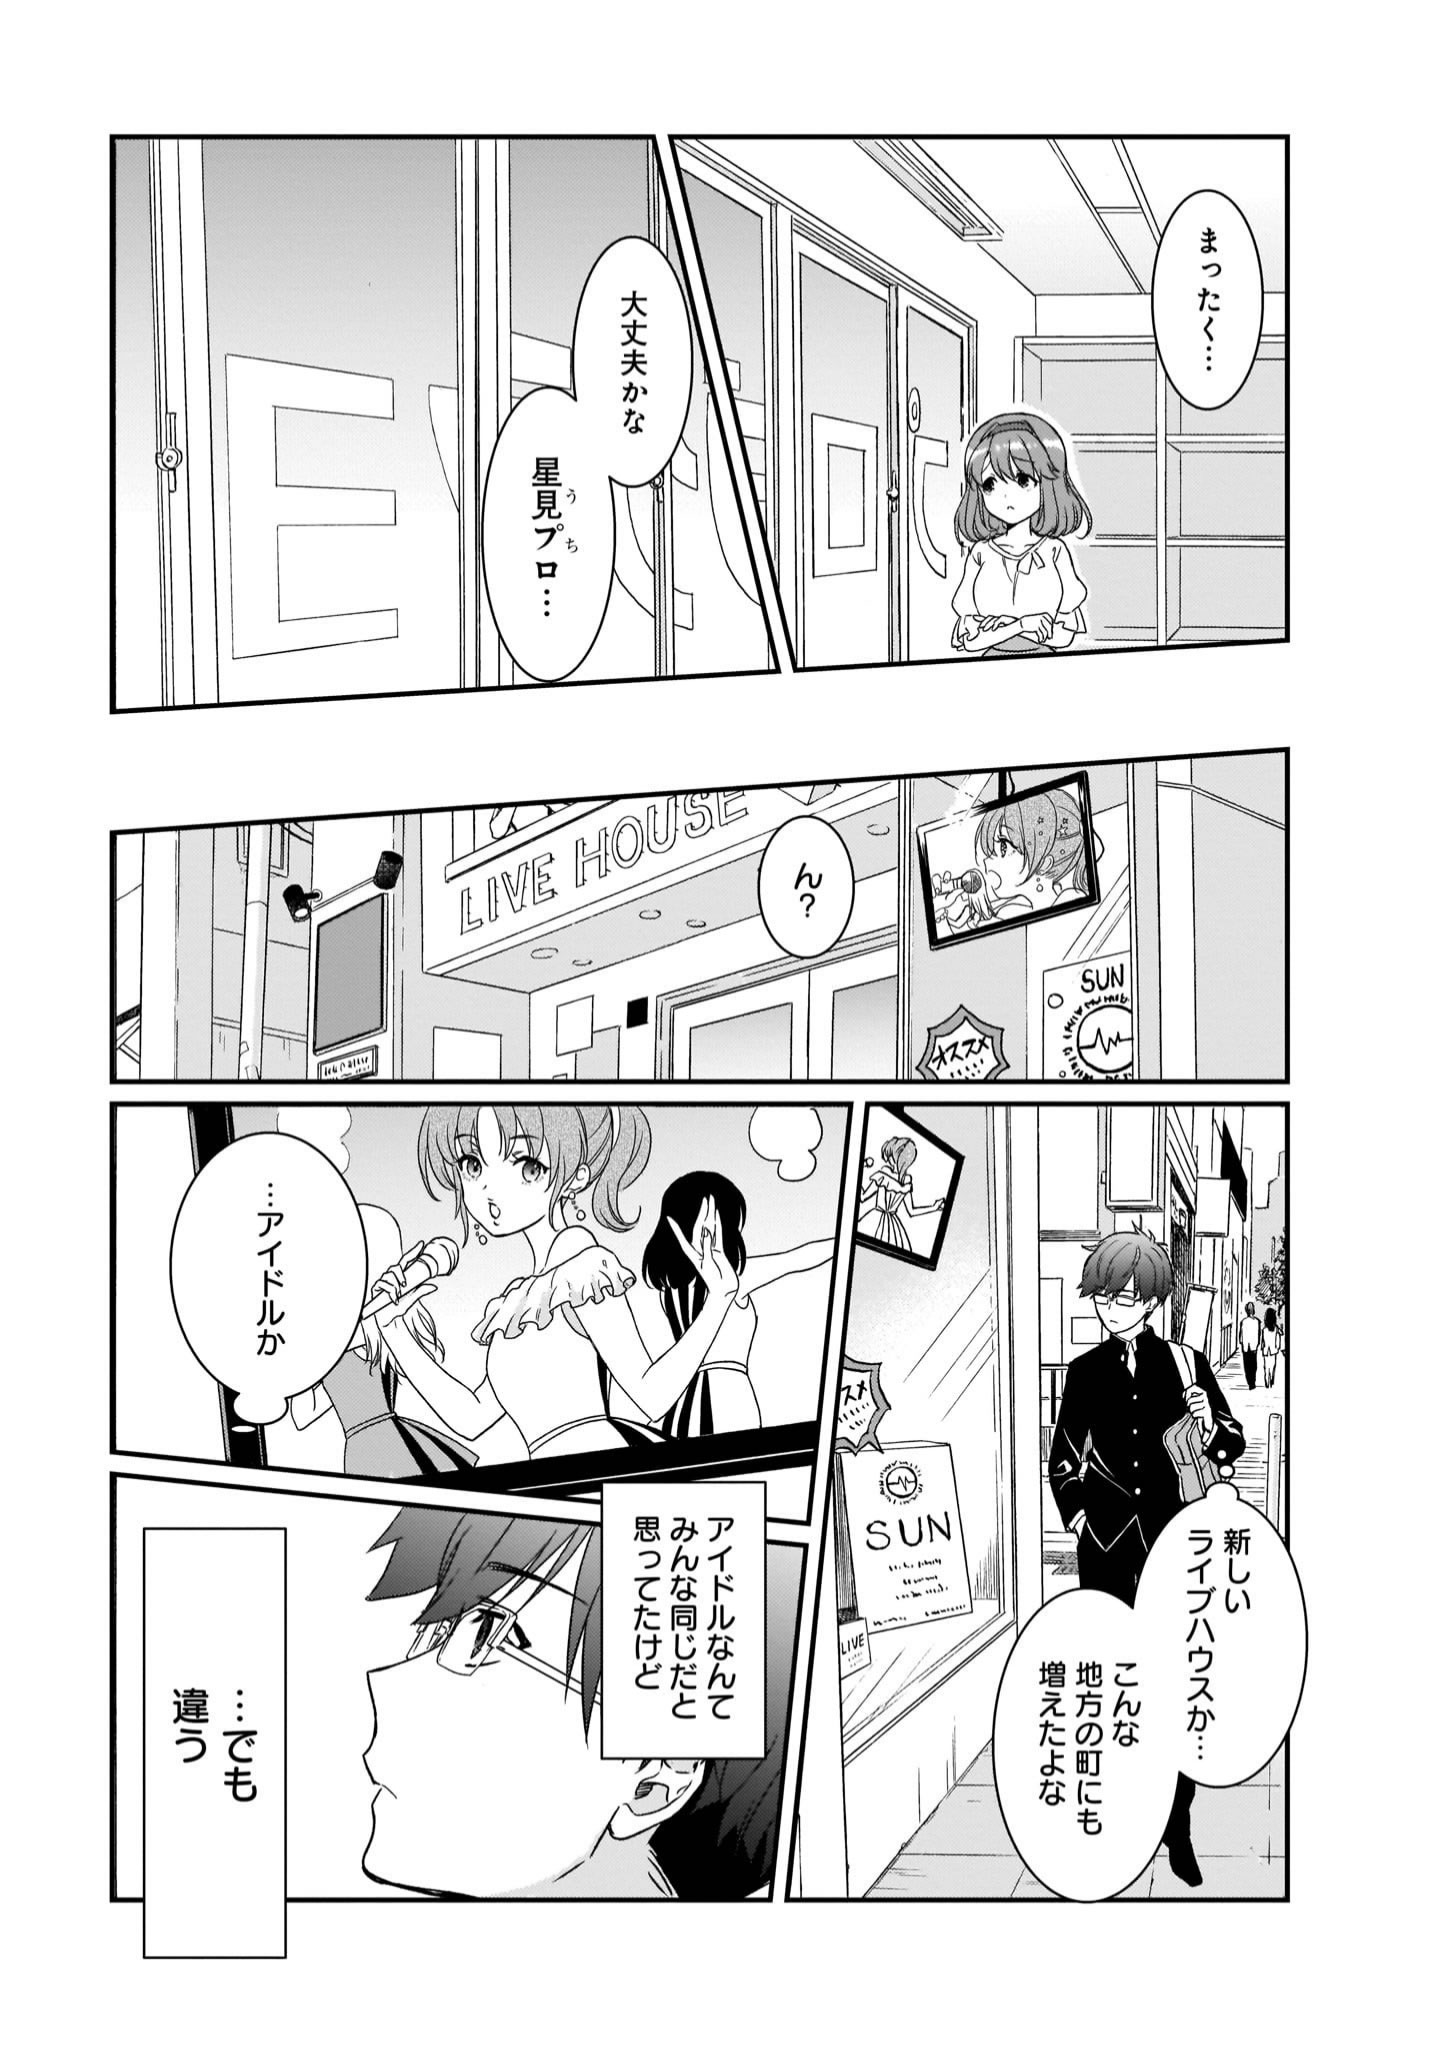 まったく…
大丈夫かな
星見プロ…
うち
LIVE HOUSE
ん？
SUN
オススメ
新しい
ライブハウスか…
こんな
地方の町にも
増えたよな
スメ
SUN
LIVE
…アイドルか
アイドルなんて
みんな同じだと
思ってたけど
…でも
違う